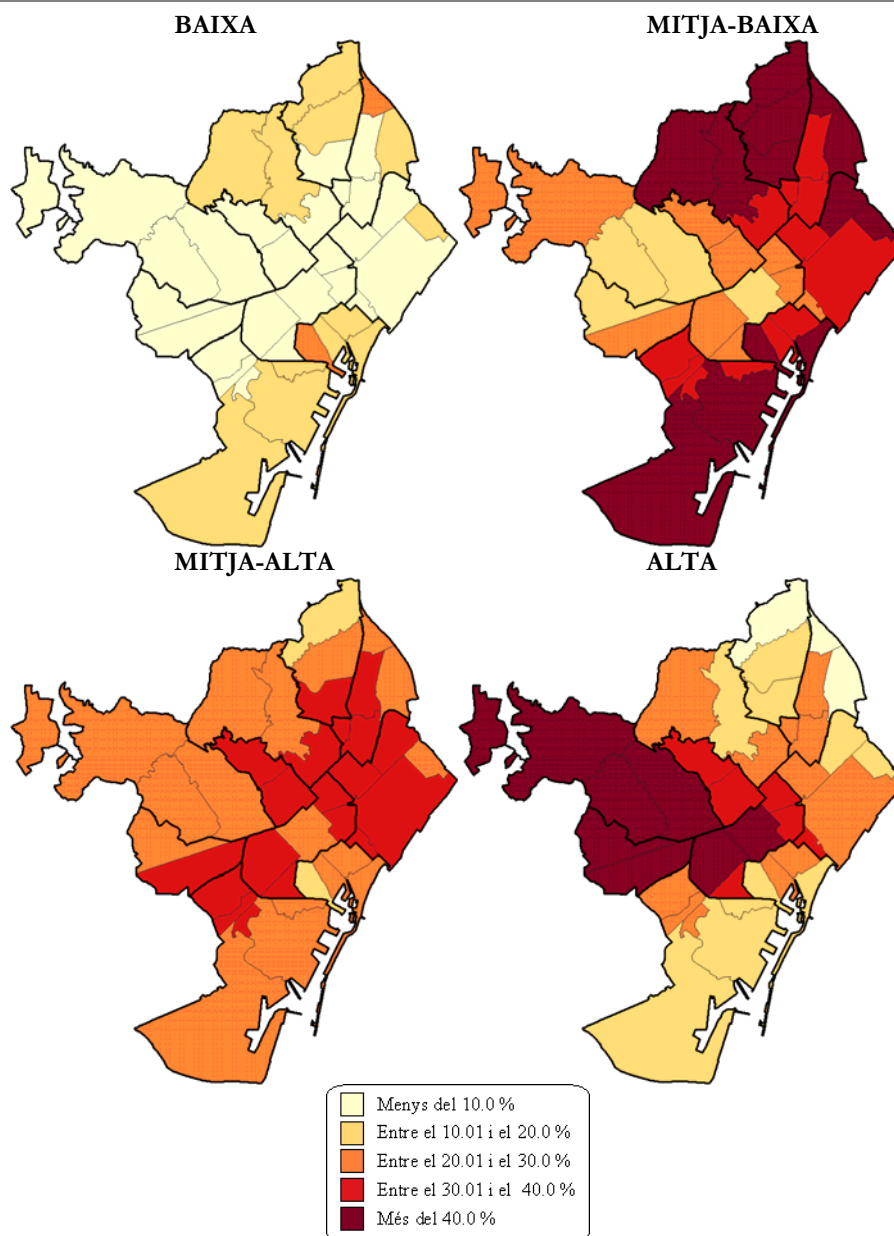 BAIXA
MITJA-BAIXA
MITJA-ALTA
ALTA
Menys del 10.0 %
Entre el 10.01 i el 20.0 %
Entre el 20.01 i el 30.0 %
Entre el 30.01 i el 40.0 %
Més del 40.0 %